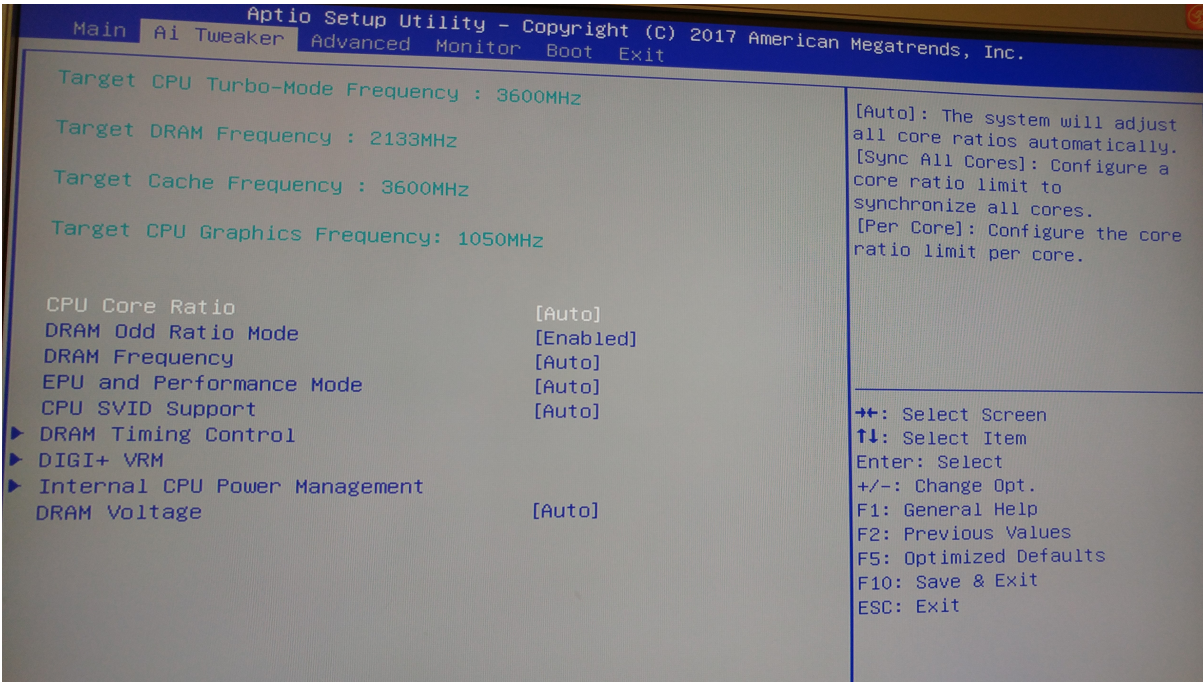 Aptio Setup Utility – Copyright (C) 2017 American Megatrends, Inc.
Main Ai Tweaker Advanced Monitor Boot Exit
Target CPU Turbo-Mode Frequency : 3600MHz
Target DRAM Frequency : 2133MHz
Target Cache Frequency : 3600MHz
Target CPU Graphics Frequency: 1050MHz
CPU Core Ratio [Auto]
DRAM Odd Ratio Mode [Enabled]
DRAM Frequency [Auto]
EPU and Performance Mode [Auto]
CPU SVID Support [Auto]
DRAM Timing Control
DIGI+ VRM
Internal CPU Power Management
DRAM Voltage [Auto]
[Auto]: The system will adjust
all core ratios automatically.
[Sync All Cores]: Configure a
core ratio limit to
synchronize all cores.
[Per Core]: Configure the core
ratio limit per core.
→←: Select Screen
↑↓: Select Item
Enter: Select
+/-: Change Opt.
F1: General Help
F2: Previous Values
F5: Optimized Defaults
F10: Save & Exit
ESC: Exit